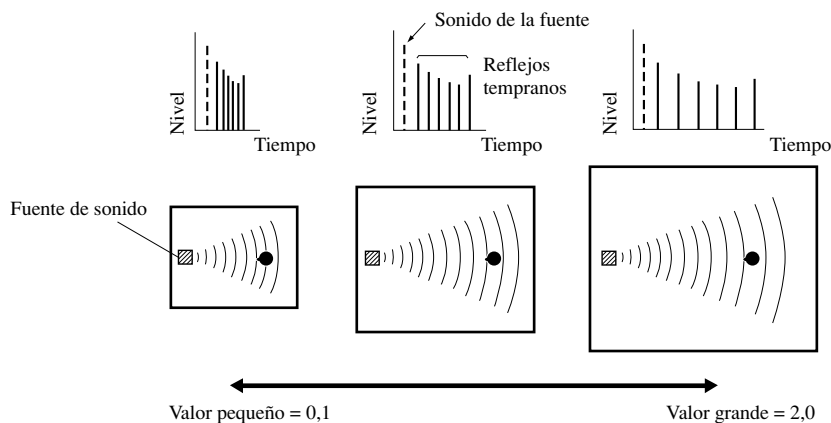 Sonido de la fuente
Reflejos
tempranos
Nivel
Tiempo
Nivel
Tiempo
Nivel
Tiempo
Fuente de sonido
Valor pequeño = 0,1
Valor grande = 2,0